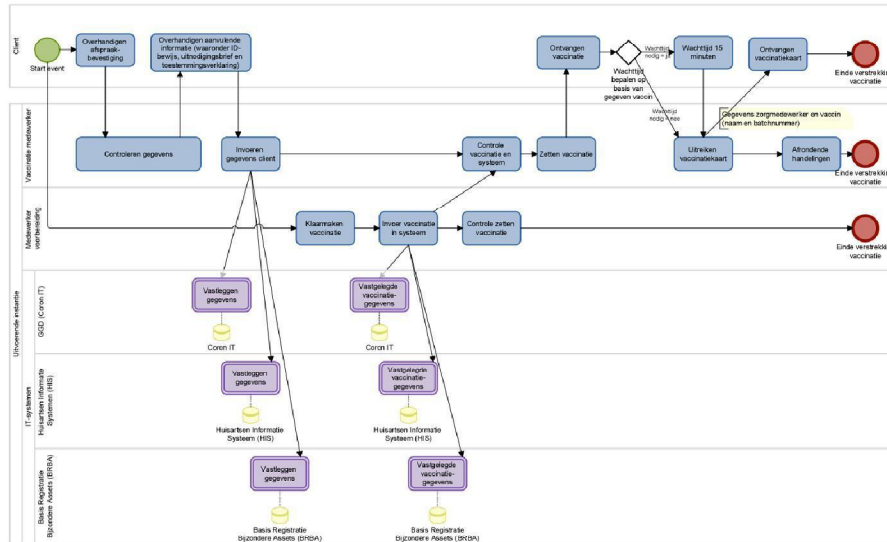 Client
Start event
Overhandigen
afspraak-
bevestiging
Overhandigen aanvullende
informatie (waaronder ID-
bewijs, uitnodigingsbrief en
toestemmingsverklaring)
Ontvangen
vaccinatie
Wachttijd
nodig = ja
Wachttijd
bepalen op
basis van
gegeven vaccin
Wachttijd 15
minuten
Ontvangen
vaccinatiekaart
Einde verstrekking
vaccinatie
Wachttijd
nodig = nee
Gegevens zorgmedewerker en vaccin
(naam en batchnummer)
Uitvoerende instantie
Vaccinatie medewerker
Controleren gegevens
Invoeren
gegevens client
Controle
vaccinatie en
systeem
Zetten vaccinatie
Uitreiken
vaccinatiekaart
Afrondende
handelingen
Einde verstrekking
vaccinatie
Medewerker
voorbereiding
Klaarmaken
vaccinatie
Invoer vaccinatie
in systeem
Controle zetten
vaccinatie
Einde verstrekking
vaccinatie
IT-systemen
GGD (Coron IT)
Vastleggen
gegevens
Coron IT
Vastgelegde
vaccinatie-
gegevens
Coron IT
Huisartsen Informatie
Systemen (HIS)
Vastleggen
gegevens
Huisartsen Informatie
Systeem (HIS)
Vastgelegde
vaccinatie-
gegevens
Huisartsen Informatie
Systeem (HIS)
Basis Registratie
Bijzondere Assets (BRBA)
Vastleggen
gegevens
Basis Registratie
Bijzondere Assets (BRBA)
Vastgelegde
vaccinatie-
gegevens
Basis Registratie
Bijzondere Assets (BRBA)